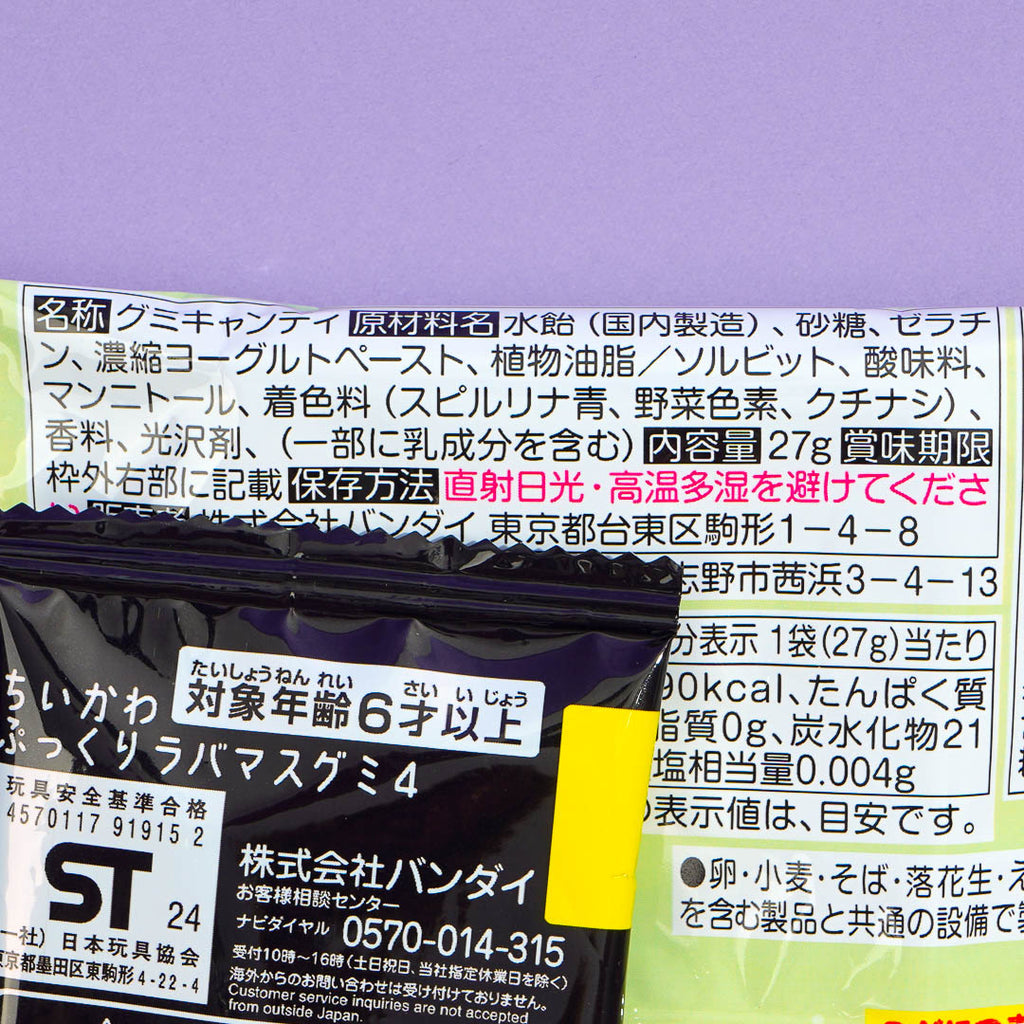 名称 グミキャンディ 原材料名 水飴（国内製造）、砂糖、ゼラチ
ン、濃縮ヨーグルトペースト、植物油脂／ソルビット、酸味料、
マンニトール、着色料（スピルリナ青、野菜色素、クチナシ）、
香料、光沢剤、（一部に乳成分を含む） 内容量 27g 賞味期限
枠外右部に記載 保存方法 直射日光・高温多湿を避けてくださ
株式会社バンダイ 東京都台東区駒形1－4－8
野市茜浜3－4－13
分表示 1袋(27g)当たり
90kcal、たんぱく質
脂質0g、炭水化物21
塩相当量0.004g
表示値は、目安です。
●卵・小麦・そば・落花生・え
を含む製品と共通の設備で
たいしょうねんれい さいいじょう
対象年齢6才以上
ちいかわ
ぷっくりラバマスグミ4
玩具安全基準合格
4570117 91915 2
ST
24
一社）日本玩具協会
東京都墨田区東駒形4-22-4
株式会社バンダイ
お客様相談センター
ナビダイヤル 0570-014-315
受付10時～16時（土日祝日、当社指定休業日を除く）
海外からのお問い合わせは受け付けておりません。
Customer service inquiries are not accepted
from outside Japan.